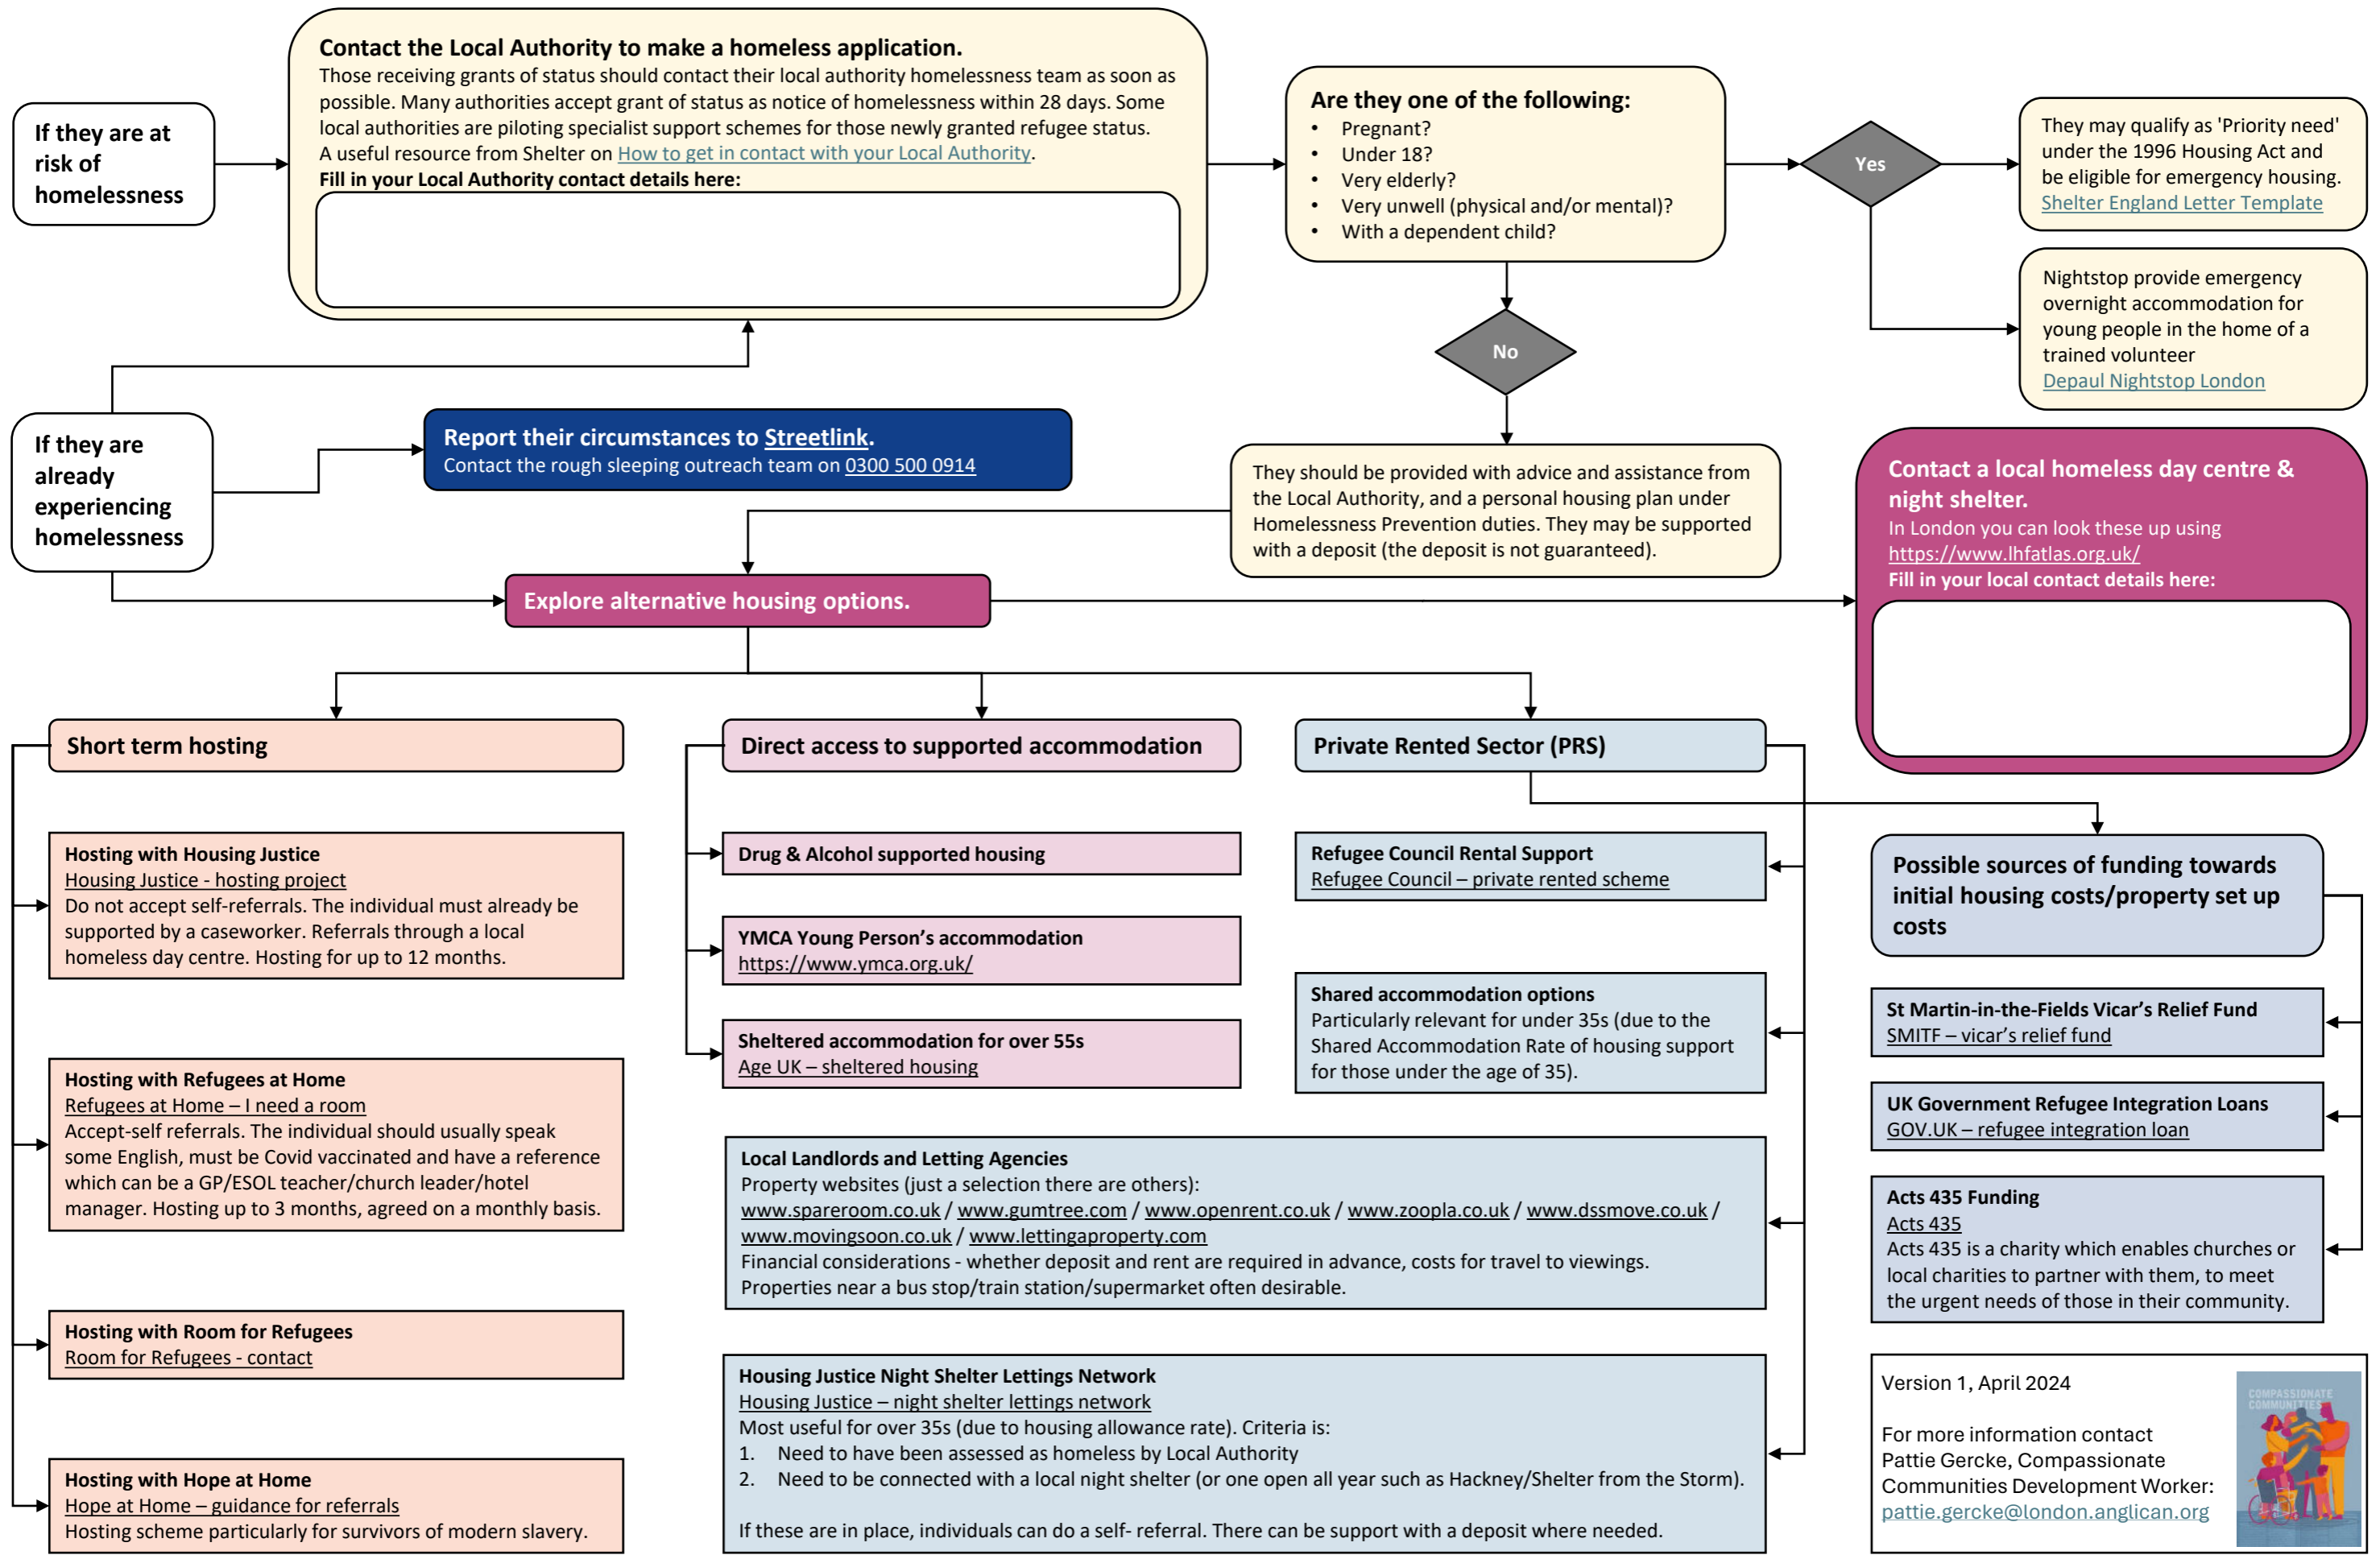 If they are at
risk of
homelessness
Contact the Local Authority to make a homeless application.
Those receiving grants of status should contact their local authority homelessness team as soon as
possible. Many authorities accept grant of status as notice of homelessness within 28 days. Some
local authorities are piloting specialist support schemes for those newly granted refugee status.
A useful resource from Shelter on How to get in contact with your Local Authority.
Fill in your Local Authority contact details here:
Are they one of the following:
• Pregnant?
• Under 18?
• Very elderly?
• Very unwell (physical and/or mental)?
• With a dependent child?
Yes
They may qualify as 'Priority need'
under the 1996 Housing Act and
be eligible for emergency housing.
Shelter England Letter Template
Nightstop provide emergency
overnight accommodation for
young people in the home of a
trained volunteer
Depaul Nightstop London
No
If they are
already
experiencing
homelessness
Report their circumstances to Streetlink.
Contact the rough sleeping outreach team on 0300 500 0914
They should be provided with advice and assistance from
the Local Authority, and a personal housing plan under
Homelessness Prevention duties. They may be supported
with a deposit (the deposit is not guaranteed).
Contact a local homeless day centre &
night shelter.
In London you can look these up using
https://www.lhfatlas.org.uk/
Fill in your local contact details here:
Explore alternative housing options.
Short term hosting
Hosting with Housing Justice
Housing Justice - hosting project
Do not accept self-referrals. The individual must already be
supported by a caseworker. Referrals through a local
homeless day centre. Hosting for up to 12 months.
Hosting with Refugees at Home
Refugees at Home – I need a room
Accept-self referrals. The individual should usually speak
some English, must be Covid vaccinated and have a reference
which can be a GP/ESOL teacher/church leader/hotel
manager. Hosting up to 3 months, agreed on a monthly basis.
Hosting with Room for Refugees
Room for Refugees - contact
Hosting with Hope at Home
Hope at Home – guidance for referrals
Hosting scheme particularly for survivors of modern slavery.
Direct access to supported accommodation
Drug & Alcohol supported housing
YMCA Young Person’s accommodation
https://www.ymca.org.uk/
Sheltered accommodation for over 55s
Age UK – sheltered housing
Private Rented Sector (PRS)
Refugee Council Rental Support
Refugee Council – private rented scheme
Shared accommodation options
Particularly relevant for under 35s (due to the
Shared Accommodation Rate of housing support
for those under the age of 35).
Local Landlords and Letting Agencies
Property websites (just a selection there are others):
www.spareroom.co.uk / www.gumtree.com / www.openrent.co.uk / www.zoopla.co.uk / www.dssmove.co.uk /
www.movingsoon.co.uk / www.lettingaproperty.com
Financial considerations - whether deposit and rent are required in advance, costs for travel to viewings.
Properties near a bus stop/train station/supermarket often desirable.
Housing Justice Night Shelter Lettings Network
Housing Justice – night shelter lettings network
Most useful for over 35s (due to housing allowance rate). Criteria is:
1. Need to have been assessed as homeless by Local Authority
2. Need to be connected with a local night shelter (or one open all year such as Hackney/Shelter from the Storm).
If these are in place, individuals can do a self- referral. There can be support with a deposit where needed.
Possible sources of funding towards
initial housing costs/property set up
costs
St Martin-in-the-Fields Vicar’s Relief Fund
SMITF – vicar’s relief fund
UK Government Refugee Integration Loans
GOV.UK – refugee integration loan
Acts 435 Funding
Acts 435
Acts 435 is a charity which enables churches or
local charities to partner with them, to meet
the urgent needs of those in their community.
Version 1, April 2024
For more information contact
Pattie Gercke, Compassionate
Communities Development Worker:
pattie.gercke@london.anglican.org
COMPASSIONATE
COMMUNITIES